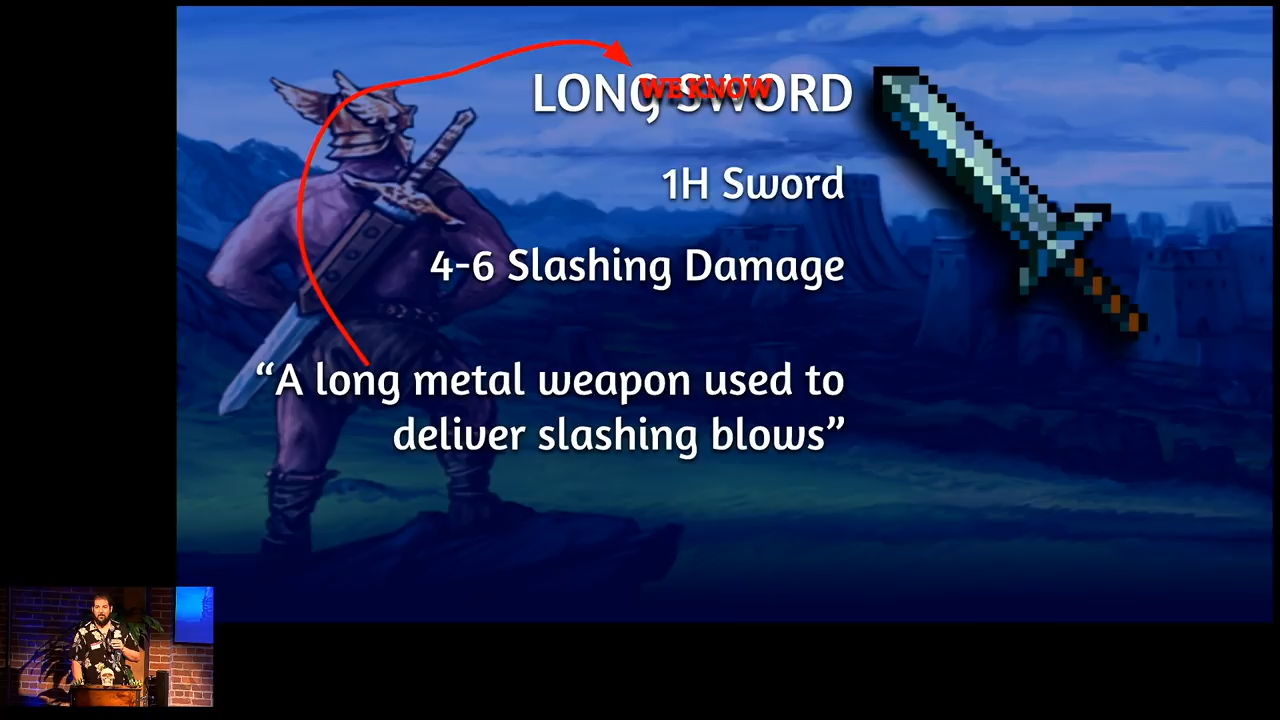 LONG SWORD
WE KNOW
1H Sword
4-6 Slashing Damage
“A long metal weapon used to
deliver slashing blows”